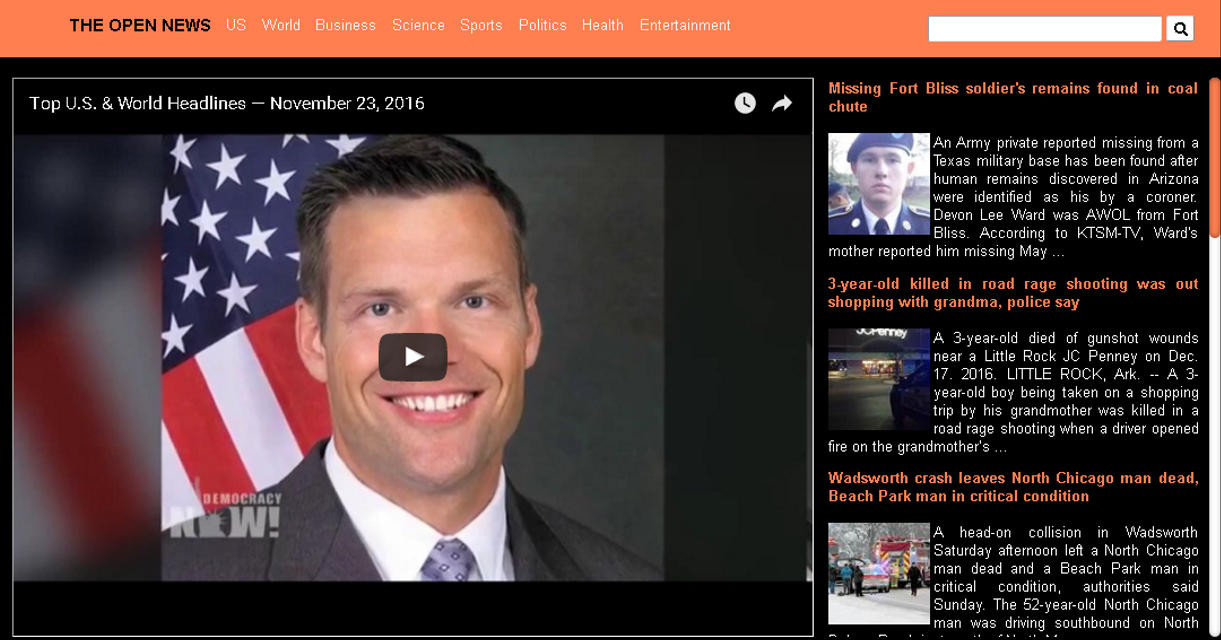 THE OPEN NEWS US World Business Science Sports Politics Health Entertainment
Top U.S. & World Headlines — November 23, 2016
DEMOCRACY
NOW!
Missing Fort Bliss soldier's remains found in coal
chute
An Army private reported missing from a
Texas military base has been found after
human remains discovered in Arizona
were identified as his by a coroner.
Devon Lee Ward was AWOL from Fort
Bliss. According to KTSM-TV, Ward's
mother reported him missing May ...
3-year-old killed in road rage shooting was out
shopping with grandma, police say
JCPenney
A 3-year-old died of gunshot wounds
near a Little Rock JC Penney on Dec.
17. 2016. LITTLE ROCK, Ark. -- A 3-
year-old boy being taken on a shopping
trip by his grandmother was killed in a
road rage shooting when a driver opened
fire on the grandmother's ...
Wadsworth crash leaves North Chicago man dead,
Beach Park man in critical condition
A head-on collision in Wadsworth
Saturday afternoon left a North Chicago
man dead and a Beach Park man in
critical condition, authorities said
Sunday. The 52-year-old North Chicago
man was driving southbound on North